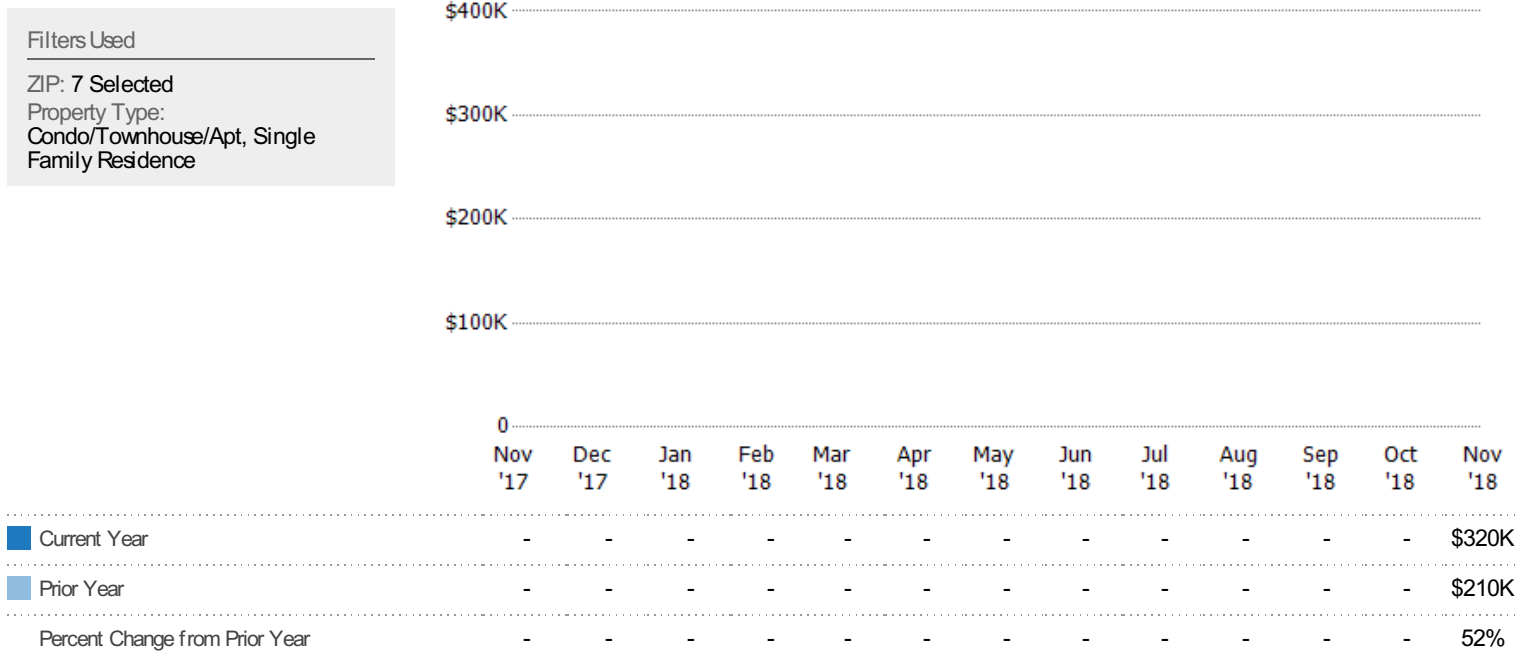 Filters Used
ZIP: 7 Selected
Property Type:
Condo/Townhouse/Apt, Single
Family Residence
$400K
$300K
$200K
$100K
0
Nov Dec Jan Feb Mar Apr May Jun Jul Aug Sep Oct Nov
'17 '17 '18 '18 '18 '18 '18 '18 '18 '18 '18 '18 '18
Current Year - - - - - - - - - - - - $320K
Prior Year - - - - - - - - - - - - $210K
Percent Change from Prior Year - - - - - - - - - - - - 52%